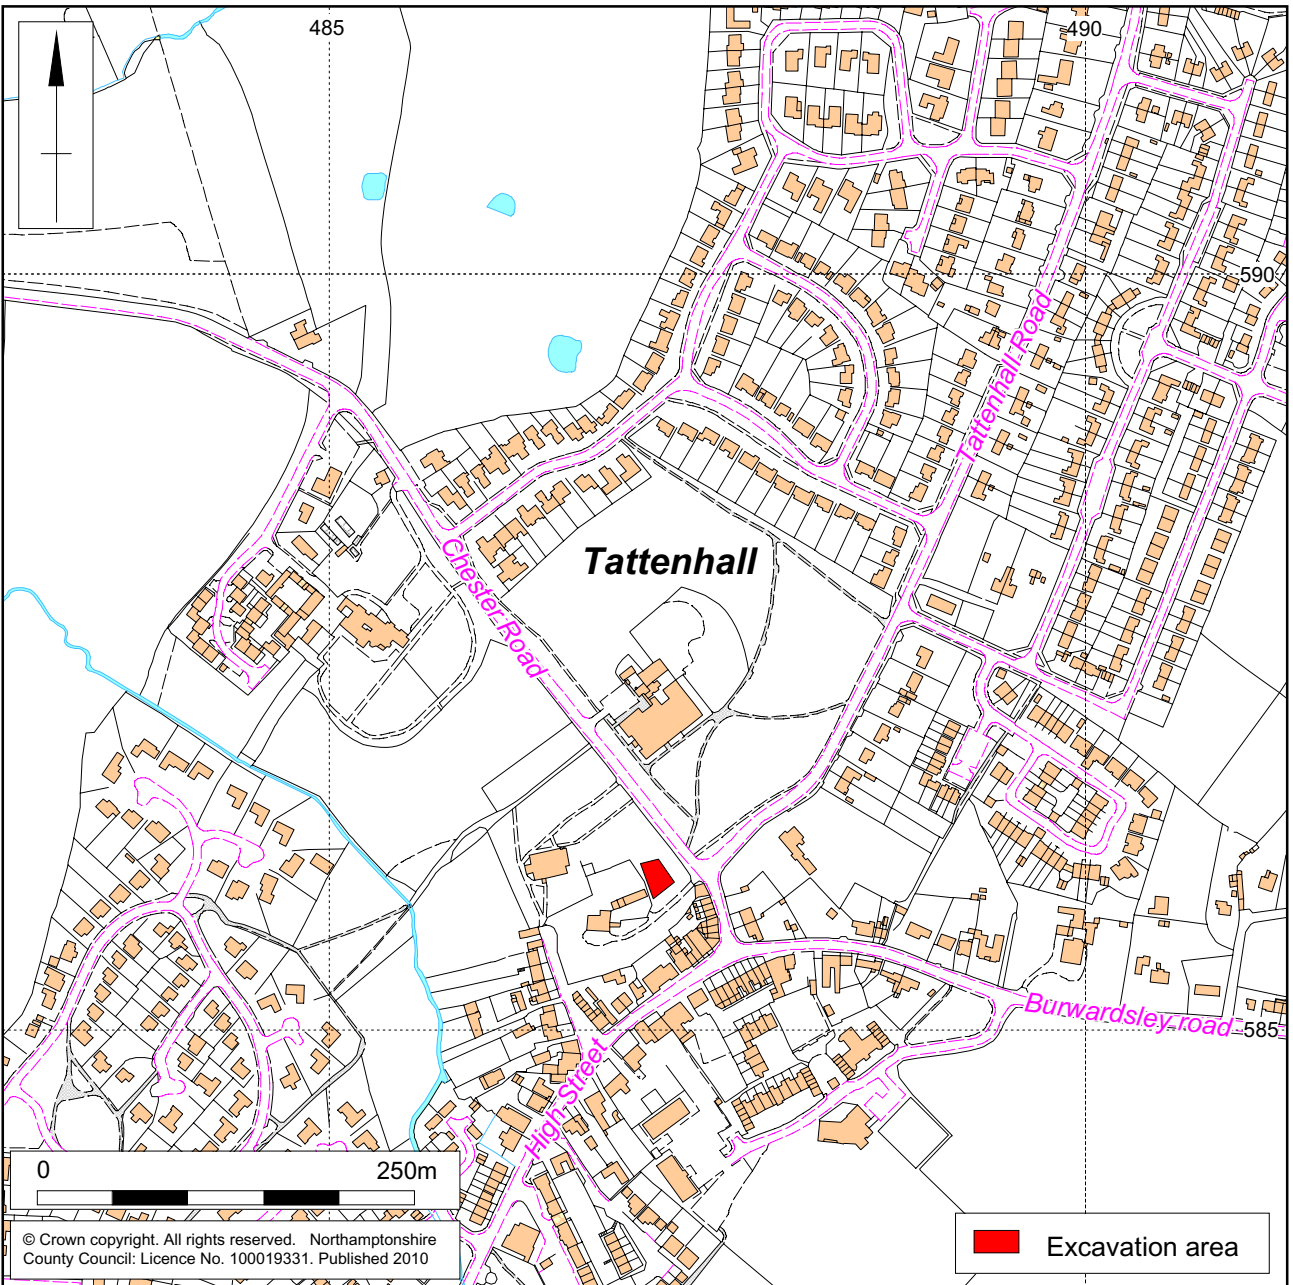 485
490
590
Tattenhall Road
Chester Road
Tattenhall
Burwardsley road
585
High Street
0 250m
© Crown copyright. All rights reserved. Northamptonshire
County Council: Licence No. 100019331. Published 2010
Excavation area